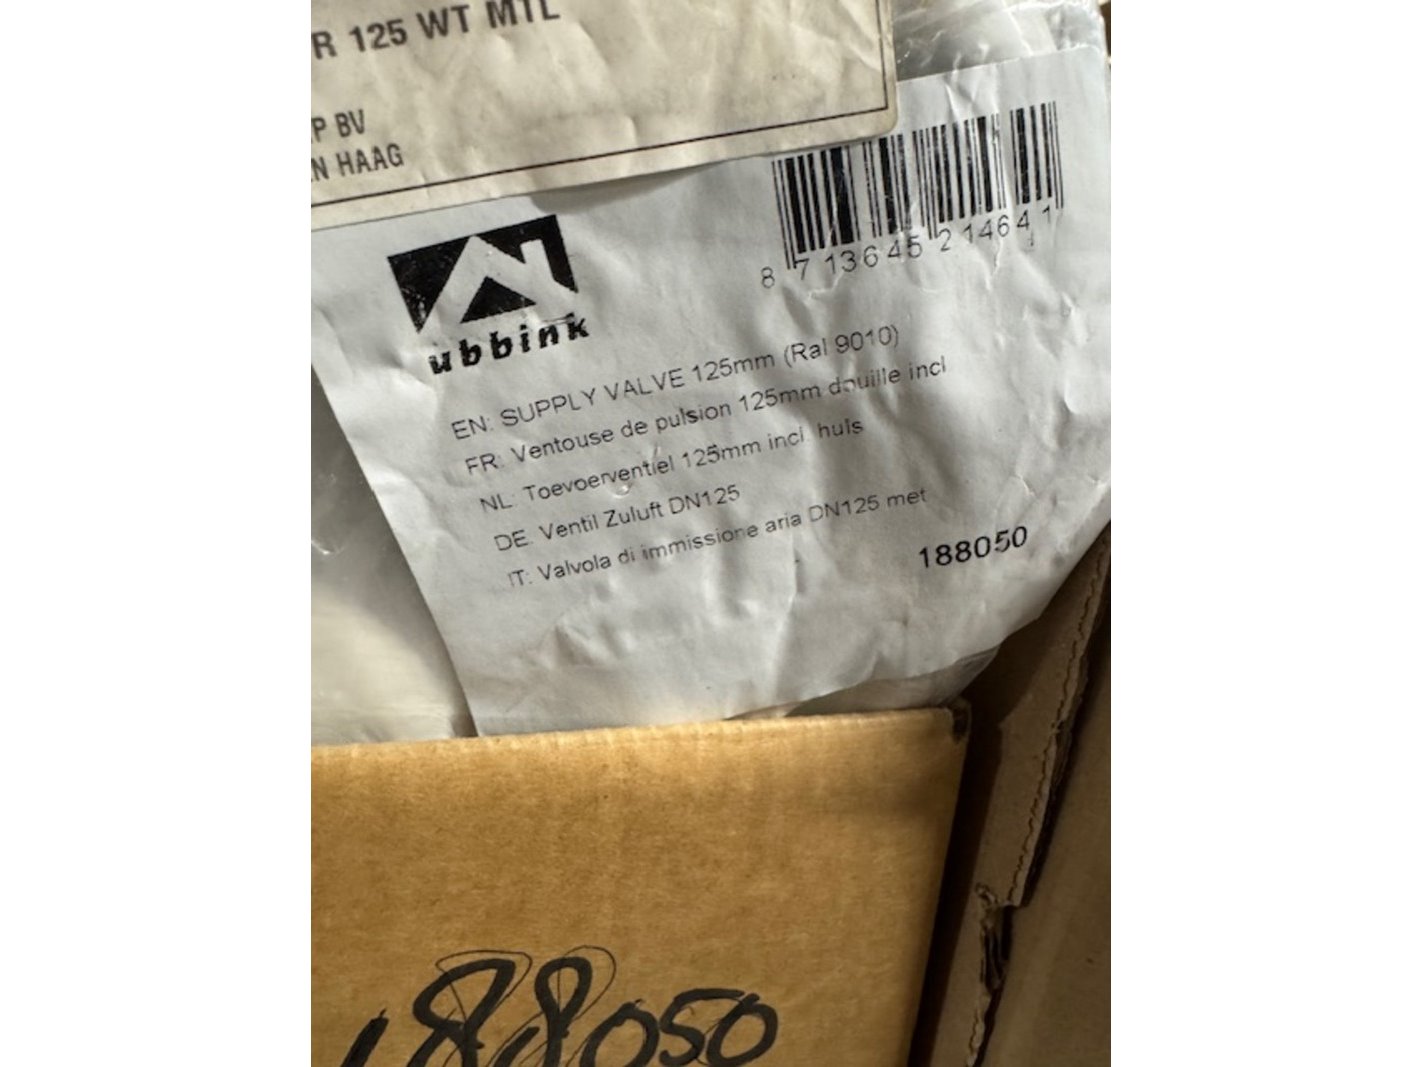 R 125 WT MTL
P BV
N HAAG
8 713645 214641
ubbink
EN: SUPPLY VALVE 125mm (Ral 9010)
FR: Ventouse de pulsion 125mm douille incl
NL: Toevoerventiel 125mm incl. huls
DE: Ventil Zuluft DN125
IT: Valvola di immissione aria DN125 met
188050
188050